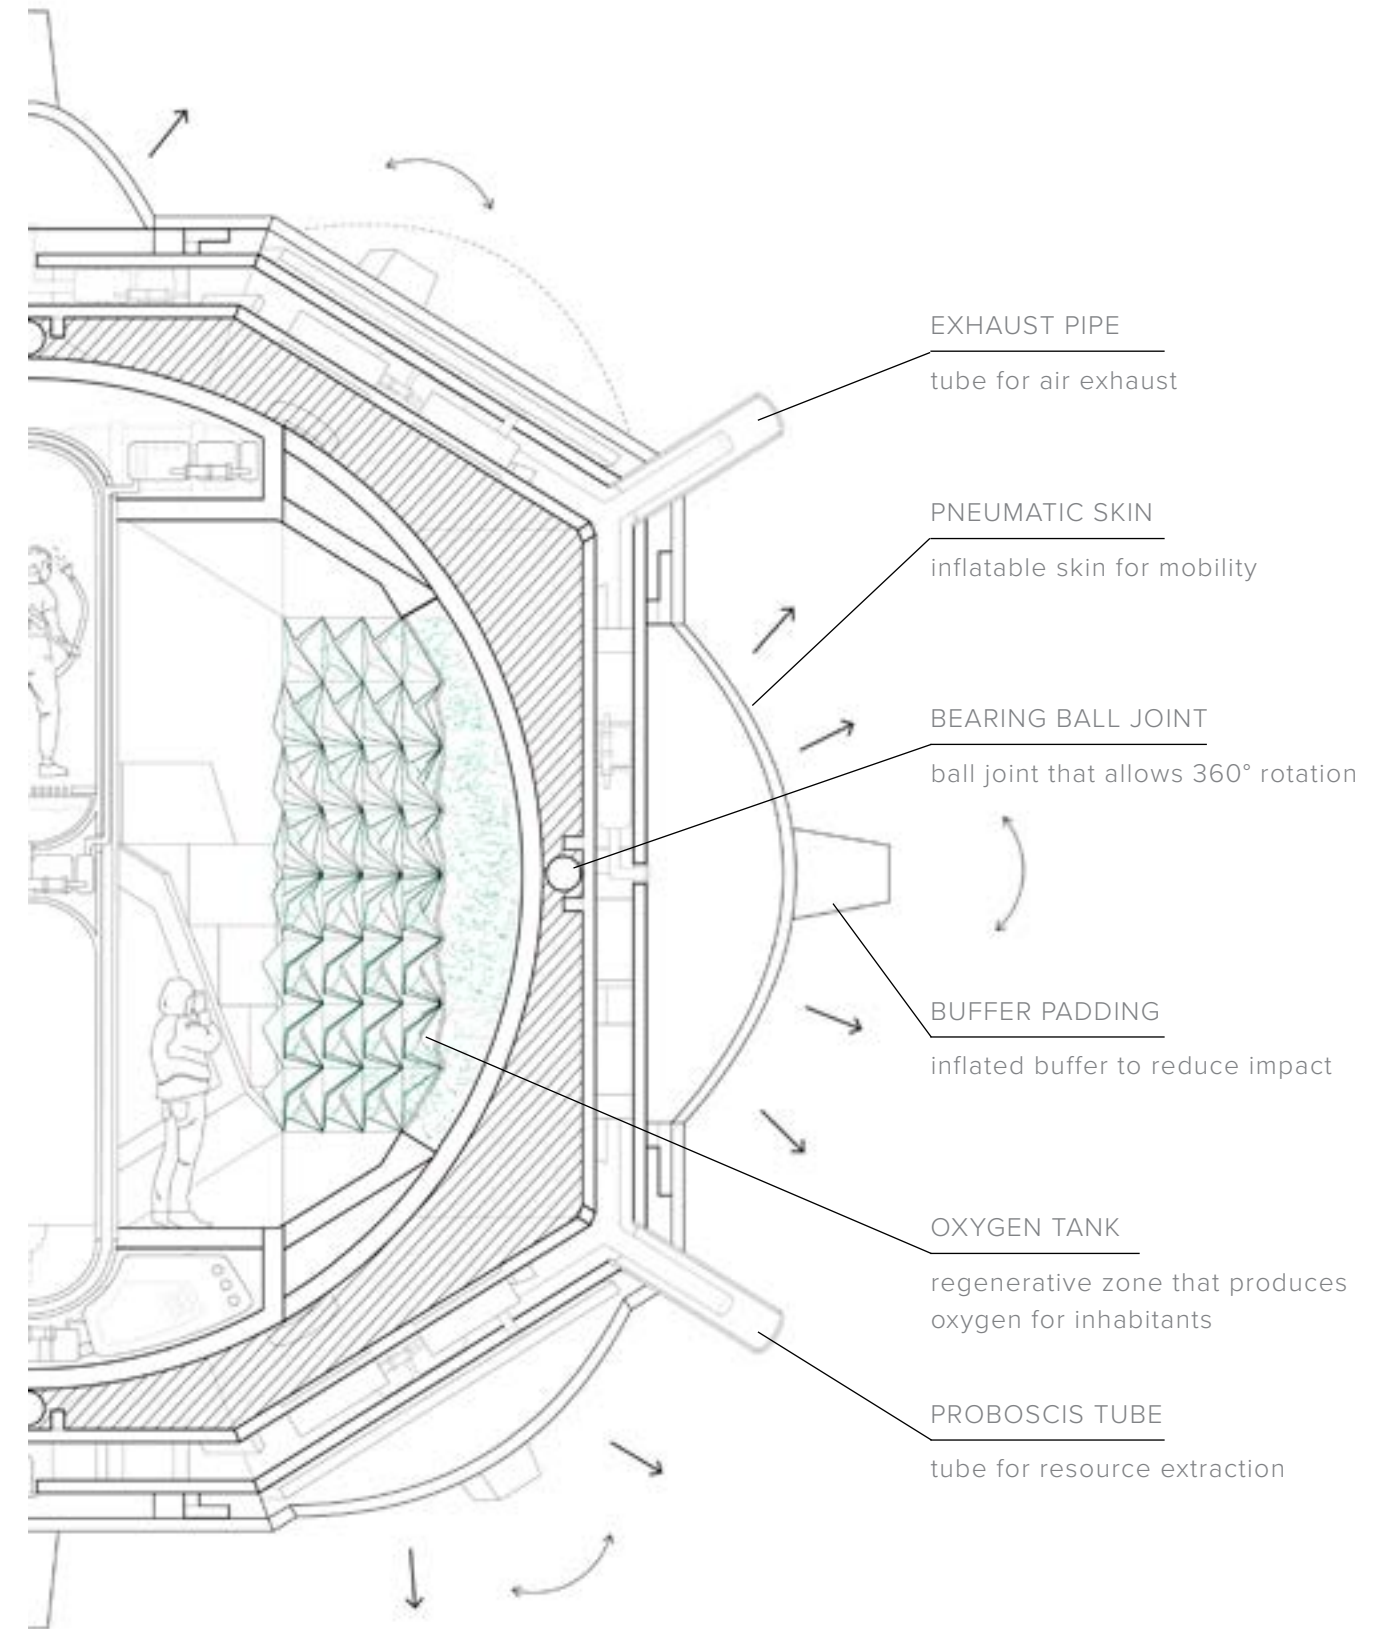 EXHAUST PIPE
tube for air exhaust
PNEUMATIC SKIN
inflatable skin for mobility
BEARING BALL JOINT
ball joint that allows 360° rotation
BUFFER PADDING
inflated buffer to reduce impact
OXYGEN TANK
regenerative zone that produces
oxygen for inhabitants
PROBOSCIS TUBE
tube for resource extraction